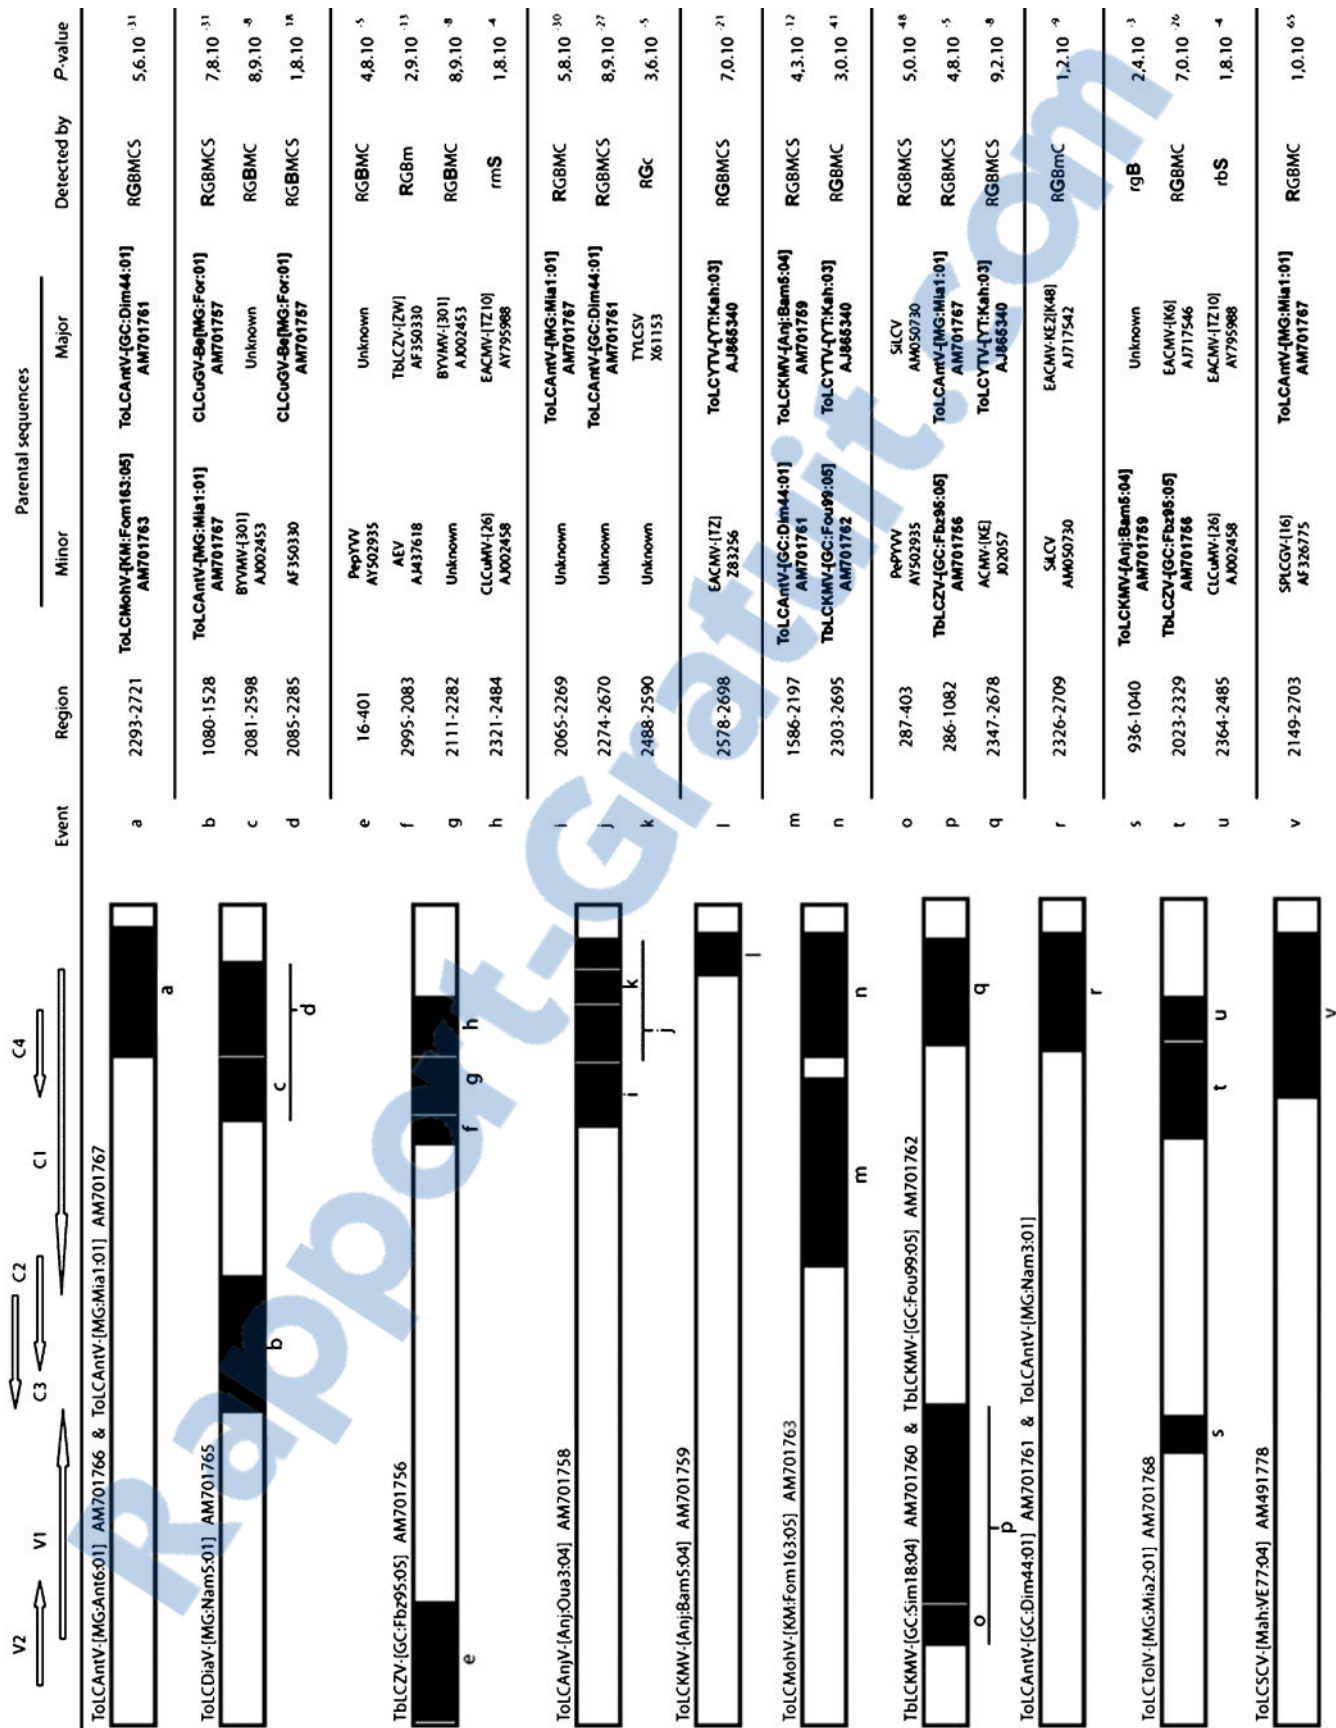 Parental sequences
Event Region Minor Major Detected by P-value
V2 V1 C3 C2 C1 C4
ToLCAntV-[MG:Ant6:01] AM701766 & ToLCAntV-[MG:Mia1:01] AM701767
a
a 2293-2721 ToLCMohV-[KM:Fom163:05] ToLCAntV-[GC:Dim44:01] RGBMCS 5,6.10 -31
AM701763 AM701761
ToLCDiaV-[MG:Nam5:01] AM701765
b c d
b 1080-1528 ToLCAntV-[MG:Mia1:01] CLCuGV-Be[MG:For:01] RGBMCS 7,8.10 -31
AM701767 AM701757
c 2081-2598 BYVMV-[301] Unknown RGBMC 8,9.10 -8
AJ002453
d 2085-2285 AF350330 CLCuGV-Be[MG:For:01] RGBMCS 1,8.10 -18
AM701757
TbLCZV-[GC:Fbz95:05] AM701756
e f g h
e 16-401 PepYVV Unknown RGBMC 4,8.10 -5
AY502935
f 2995-2083 AEV TbLCZV-[ZW] RGBm 2,9.10 -13
AJ437618 AF350330
g 2111-2282 Unknown BYVMV-[301] RGBMC 8,9.10 -8
AJ002453
h 2321-2484 CLCuMV-[26] EACMV-[TZ10] rmS 1,8.10 -4
AJ002458 AY795988
ToLCAnjV-[Anj:Oua3:04] AM701758
i j k
i 2065-2269 Unknown ToLCAntV-[MG:Mia1:01] RGBMC 5,8.10 -30
AM701767
j 2274-2670 Unknown ToLCAntV-[GC:Dim44:01] RGBMCS 8,9.10 -27
AM701761
k 2488-2590 Unknown TYLCSV RGc 3,6.10 -5
X61153
ToLCKMV-[Anj:Bam5:04] AM701759
l
l 2578-2698 EACMV-[TZ] ToLCYTV-[YT:Kah:03] RGBMCS 7,0.10 -21
Z83256 AJ865340
ToLCMohV-[KM:Fom163:05] AM701763
m n
m 1586-2197 ToLCAntV-[GC:Dim44:01] ToLCKMV-[Anj:Bam5:04] RGBMCS 4,3.10 -12
AM701761 AM701759
n 2303-2695 TbLCKMV-[GC:Fou99:05] ToLCYTV-[YT:Kah:03] RGBMC 3,0.10 -41
AM701762 AJ865340
TbLCKMV-[GC:Sim18:04] AM701760 & TbLCKMV-[GC:Fou99:05] AM701762
o p q
o 287-403 PepYVV SiLCV RGBMCS 5,0.10 -48
AY502935 AM050730
p 286-1082 TbLCZV-[GC:Fbz95:05] ToLCAntV-[MG:Mia1:01] RGBMCS 4,8.10 -5
AM701756 AM701767
q 2347-2678 ACMV-[KE] ToLCYTV-[YT:Kah:03] RGBMCS 9,2.10 -8
J02057 AJ865340
ToLCAntV-[GC:Dim44:01] AM701761 & ToLCAntV-[MG:Nam3:01]
r
r 2326-2709 SiLCV EACMV-KE2[K48] RGBmC 1,2.10 -9
AM050730 AJ717542
ToLCTolV-[MG:Mia2:01] AM701768
s t u
s 936-1040 ToLCKMV-[Anj:Bam5:04] Unknown rgB 2,4.10 -3
AM701759
t 2023-2329 TbLCZV-[GC:Fbz95:05] EACMV-[K6] RGBMC 7,0.10 -26
AM701756 AJ717546
u 2364-2485 CLCuMV-[26] EACMV-[TZ10] rbS 1,8.10 -4
AJ002458 AY795988
ToLCSCV-[Mah:VE77:04] AM491778
v
v 2149-2703 SPLCGV-[16] ToLCAntV-[MG:Mia1:01] RGBMC 1,0.10 -65
AF326775 AM701767
Rapport-Gratuit.com